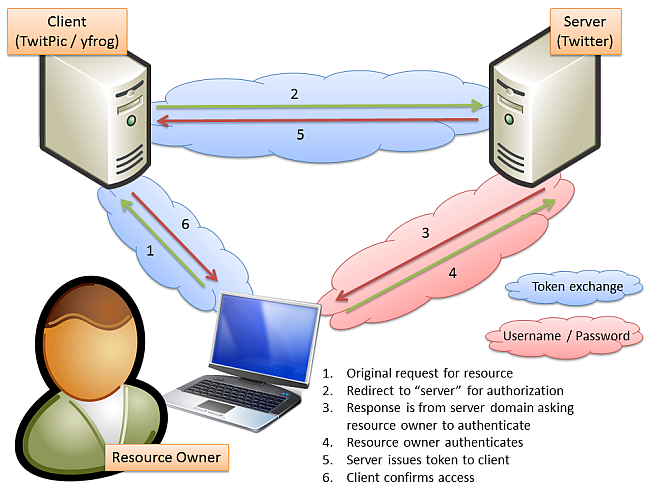 Client
(TwitPic / yfrog)
Server
(Twitter)
2
5
6
1
3
4
Token exchange
Username / Password
Resource Owner
1. Original request for resource
2. Redirect to “server” for authorization
3. Response is from server domain asking
resource owner to authenticate
4. Resource owner authenticates
5. Server issues token to client
6. Client confirms access